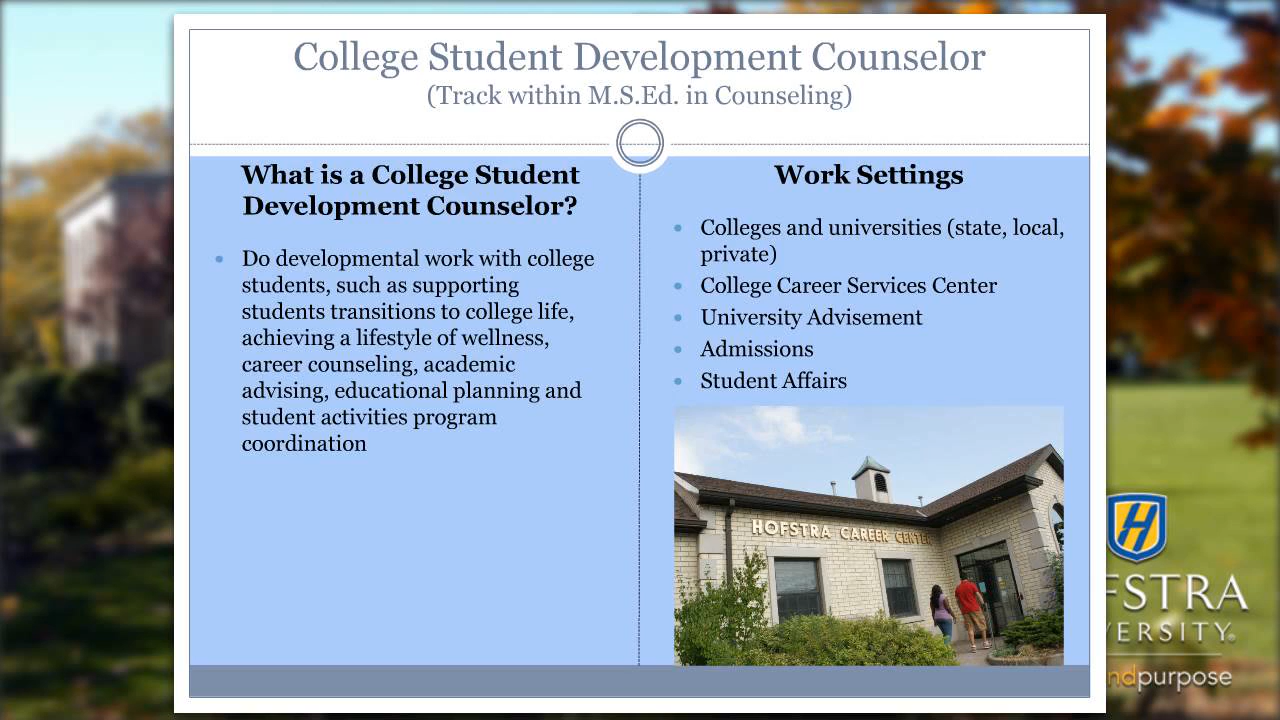 College Student Development Counselor
(Track within M.S.Ed. in Counseling)
What is a College Student
Development Counselor?
Do developmental work with college
students, such as supporting
students transitions to college life,
achieving a lifestyle of wellness,
career counseling, academic
advising, educational planning and
student activities program
coordination
Work Settings
Colleges and universities (state, local,
private)
College Career Services Center
University Advisement
Admissions
Student Affairs
HOFSTRA CAREER CENTER
H
FSTRA
VERSITY®
ndpurpose